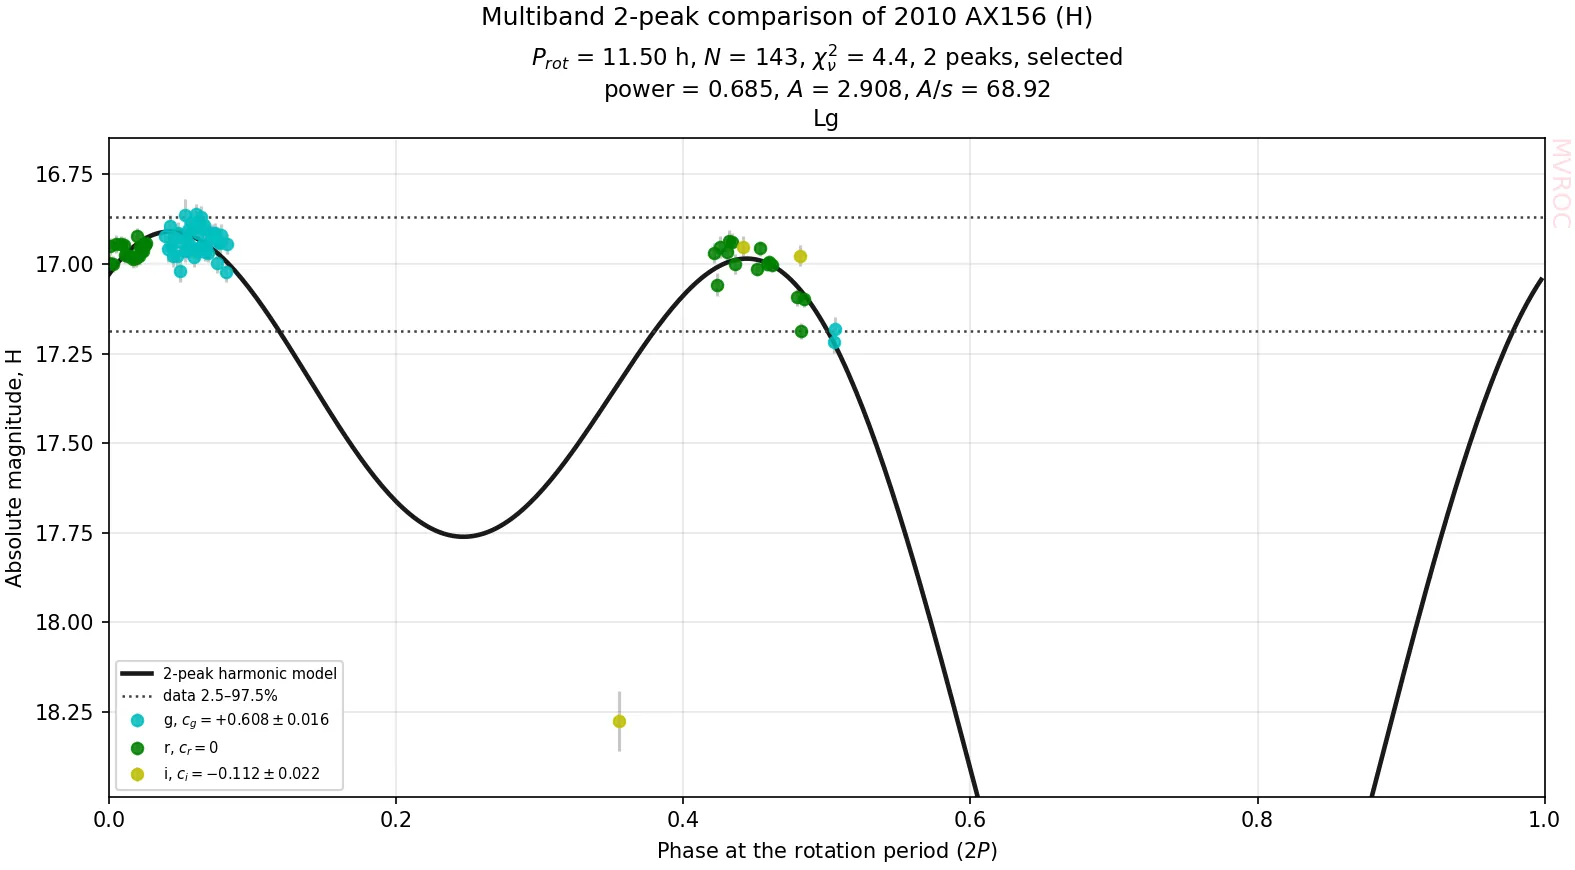 Multiband 2-peak comparison of 2010 AX156 (H)
P_rot = 11.50 h, N = 143, χ²_ν = 4.4, 2 peaks, selected
power = 0.685, A = 2.908, A/s = 68.92
Lg
MVROC
Absolute magnitude, H
16.75
17.00
17.25
17.50
17.75
18.00
18.25
2-peak harmonic model
data 2.5–97.5%
g, c_g = +0.608 ± 0.016
r, c_r = 0
i, c_i = −0.112 ± 0.022
0.0 0.2 0.4 0.6 0.8 1.0
Phase at the rotation period (2P)